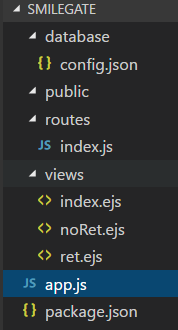 SMILEGATE
database
{ } config.json
public
routes
JS index.js
views
<> index.ejs
<> noRet.ejs
<> ret.ejs
JS app.js
{ } package.json